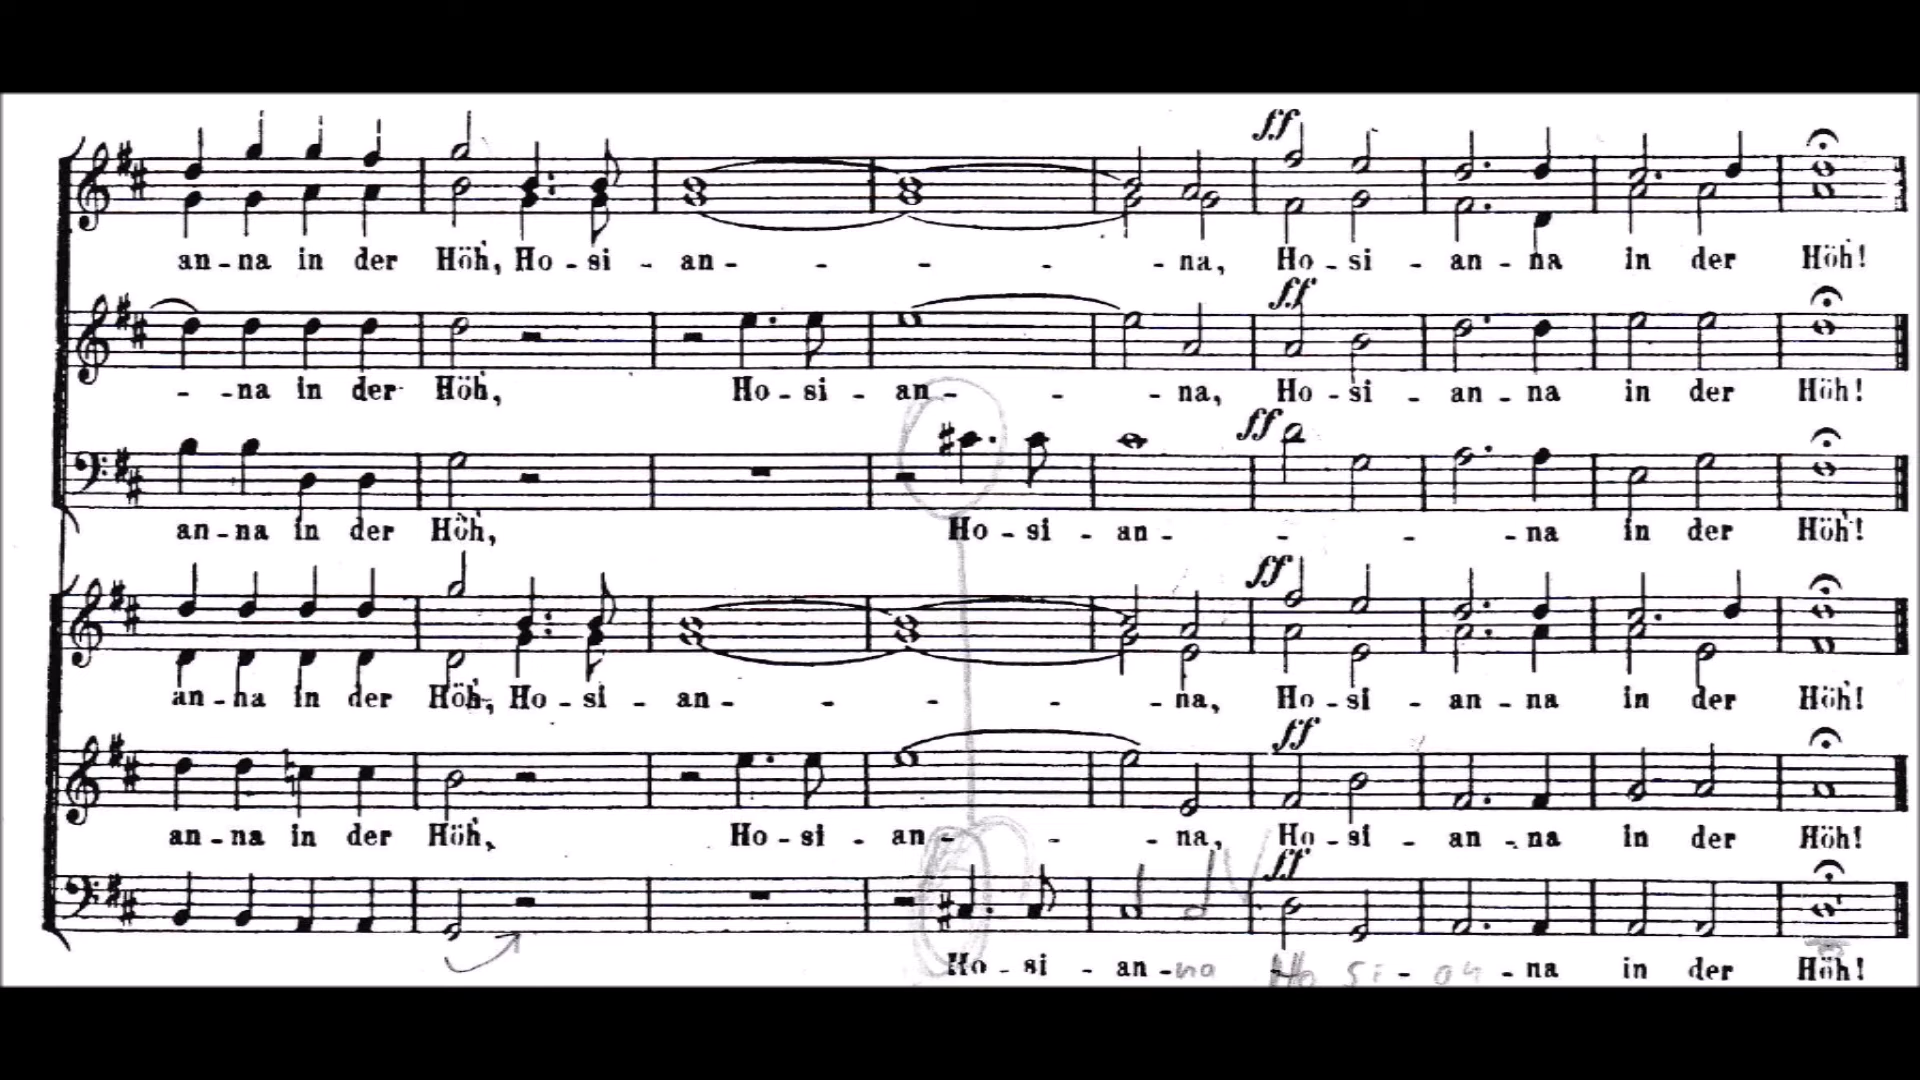 ff
an-na in der Höh, Ho-si-an- - - - -na, Ho-si-an-na in der Höh!
ff
- -na in der Höh, Ho-si-an- - -na, Ho-si-an-na in der Höh!
ff
an-na in der Höh, Ho-si-an- - - -na in der Höh!
ff
an-na in der Höh, Ho-si-an- - - -na, Ho-si-an-na in der Höh!
ff
an-na in der Höh, Ho-si-an- - -na, Ho-si-an-na in der Höh!
ff
Ho-si-an-na Ho si-an-na in der Höh!